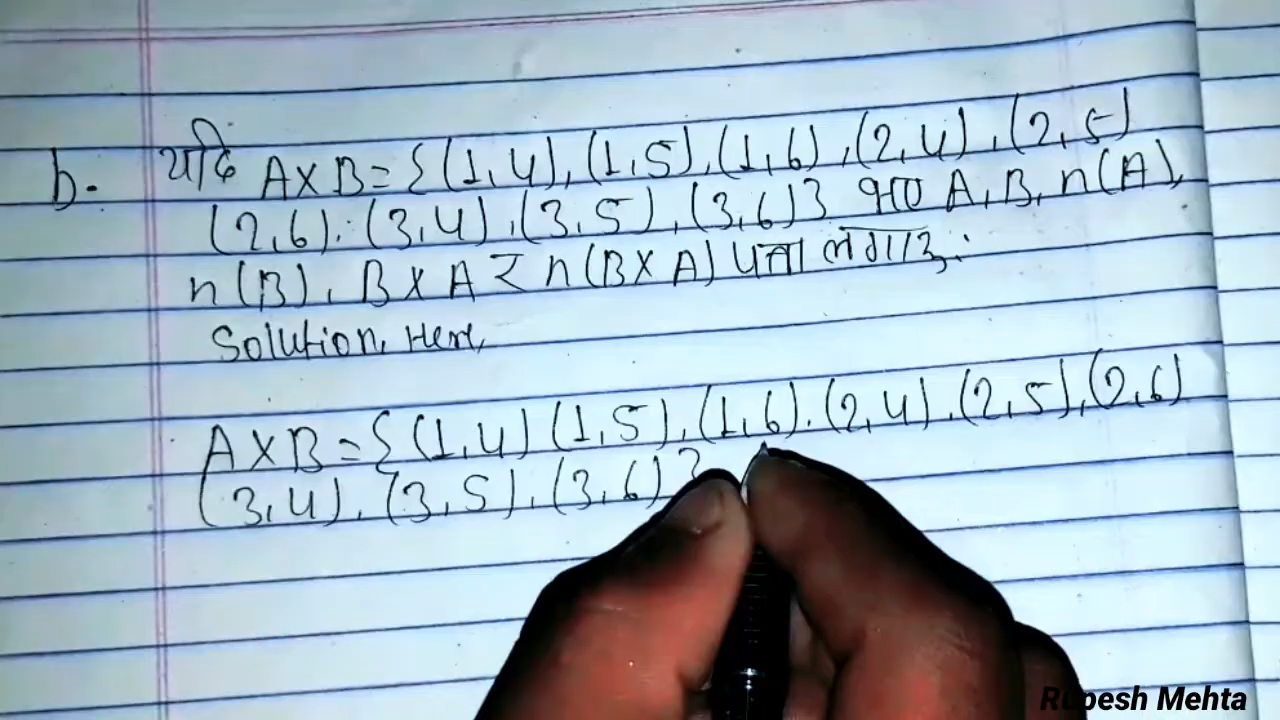 b. यदि A×B={(1,4),(1,5),(1,6),(2,4),(2,5)
(2,6).(3,4),(3,5),(3,6)} भए A,B,n(A),
n(B), B×A र n(B×A) पत्ता लगाउ:
Solution, Here,
A×B={(1,4)(1,5),(1,6).(2,4),(2,5),(2,6)
(3,4),(3,5),(3,6)}
Rupesh Mehta